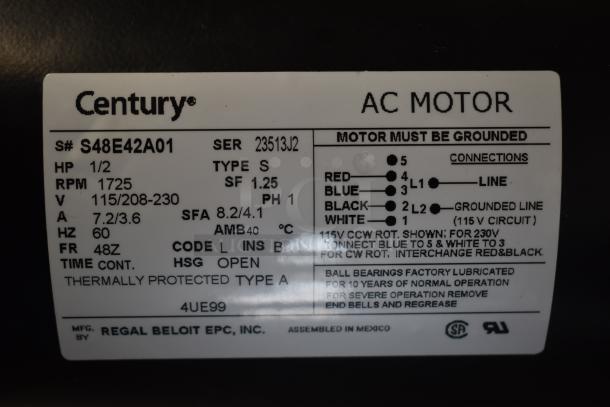 Century®
AC MOTOR
S# S48E42A01 SER 23513J2
HP 1/2 TYPE S
RPM 1725 SF 1.25
V 115/208-230 PH 1
A 7.2/3.6 SFA 8.2/4.1
HZ 60 AMB 40 °C
FR 48Z CODE L INS B
TIME CONT. HSG OPEN
THERMALLY PROTECTED TYPE A
4UE99
MOTOR MUST BE GROUNDED
5 CONNECTIONS
RED 4 L1 LINE
BLUE 3
BLACK 2 L2 GROUNDED LINE
WHITE 1 (115 V CIRCUIT)
115V CCW ROT. SHOWN: FOR 230V
CONNECT BLUE TO 5 & WHITE TO 3
FOR CW ROT. INTERCHANGE RED&BLACK
BALL BEARINGS FACTORY LUBRICATED
FOR 10 YEARS OF NORMAL OPERATION
FOR SEVERE OPERATION REMOVE
END BELLS AND REGREASE
MFG. BY REGAL BELOIT EPC, INC. ASSEMBLED IN MEXICO